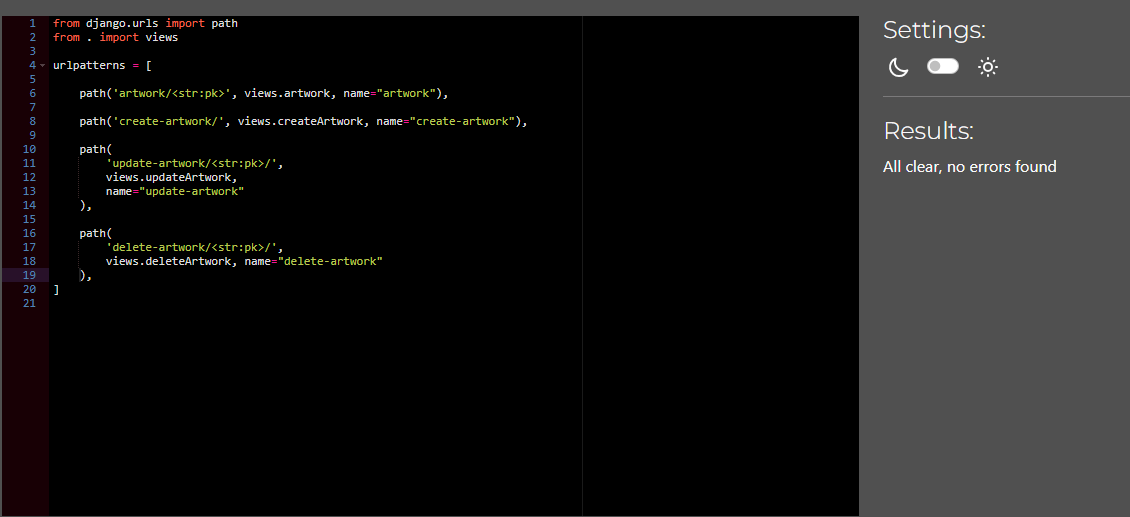 1 from django.urls import path
2 from . import views
3
4 urlpatterns = [
5
6     path('artwork/<str:pk>', views.artwork, name="artwork"),
7
8     path('create-artwork/', views.createArtwork, name="create-artwork"),
9
10     path(
11         'update-artwork/<str:pk>/',
12         views.updateArtwork,
13         name="update-artwork"
14     ),
15
16     path(
17         'delete-artwork/<str:pk>/',
18         views.deleteArtwork, name="delete-artwork"
19     ),
20 ]
21
Settings:
Results:
All clear, no errors found